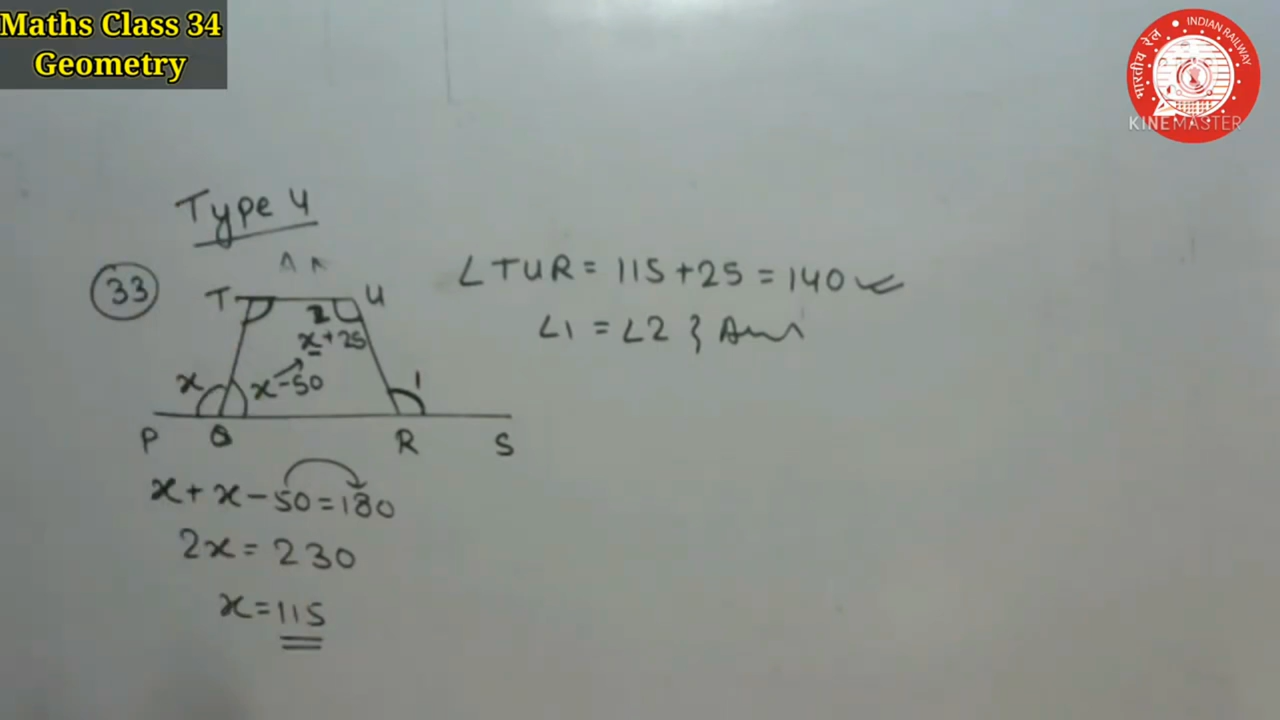 Maths Class 34
Geometry
भारतीय रेल INDIAN RAILWAY
KINEMASTER
Type 4
33
T U
2
x+25
x x-50 1
P Q R S
x+x-50=180
2x=230
x=115
∠TUR=115+25=140
∠1=∠2} Ans